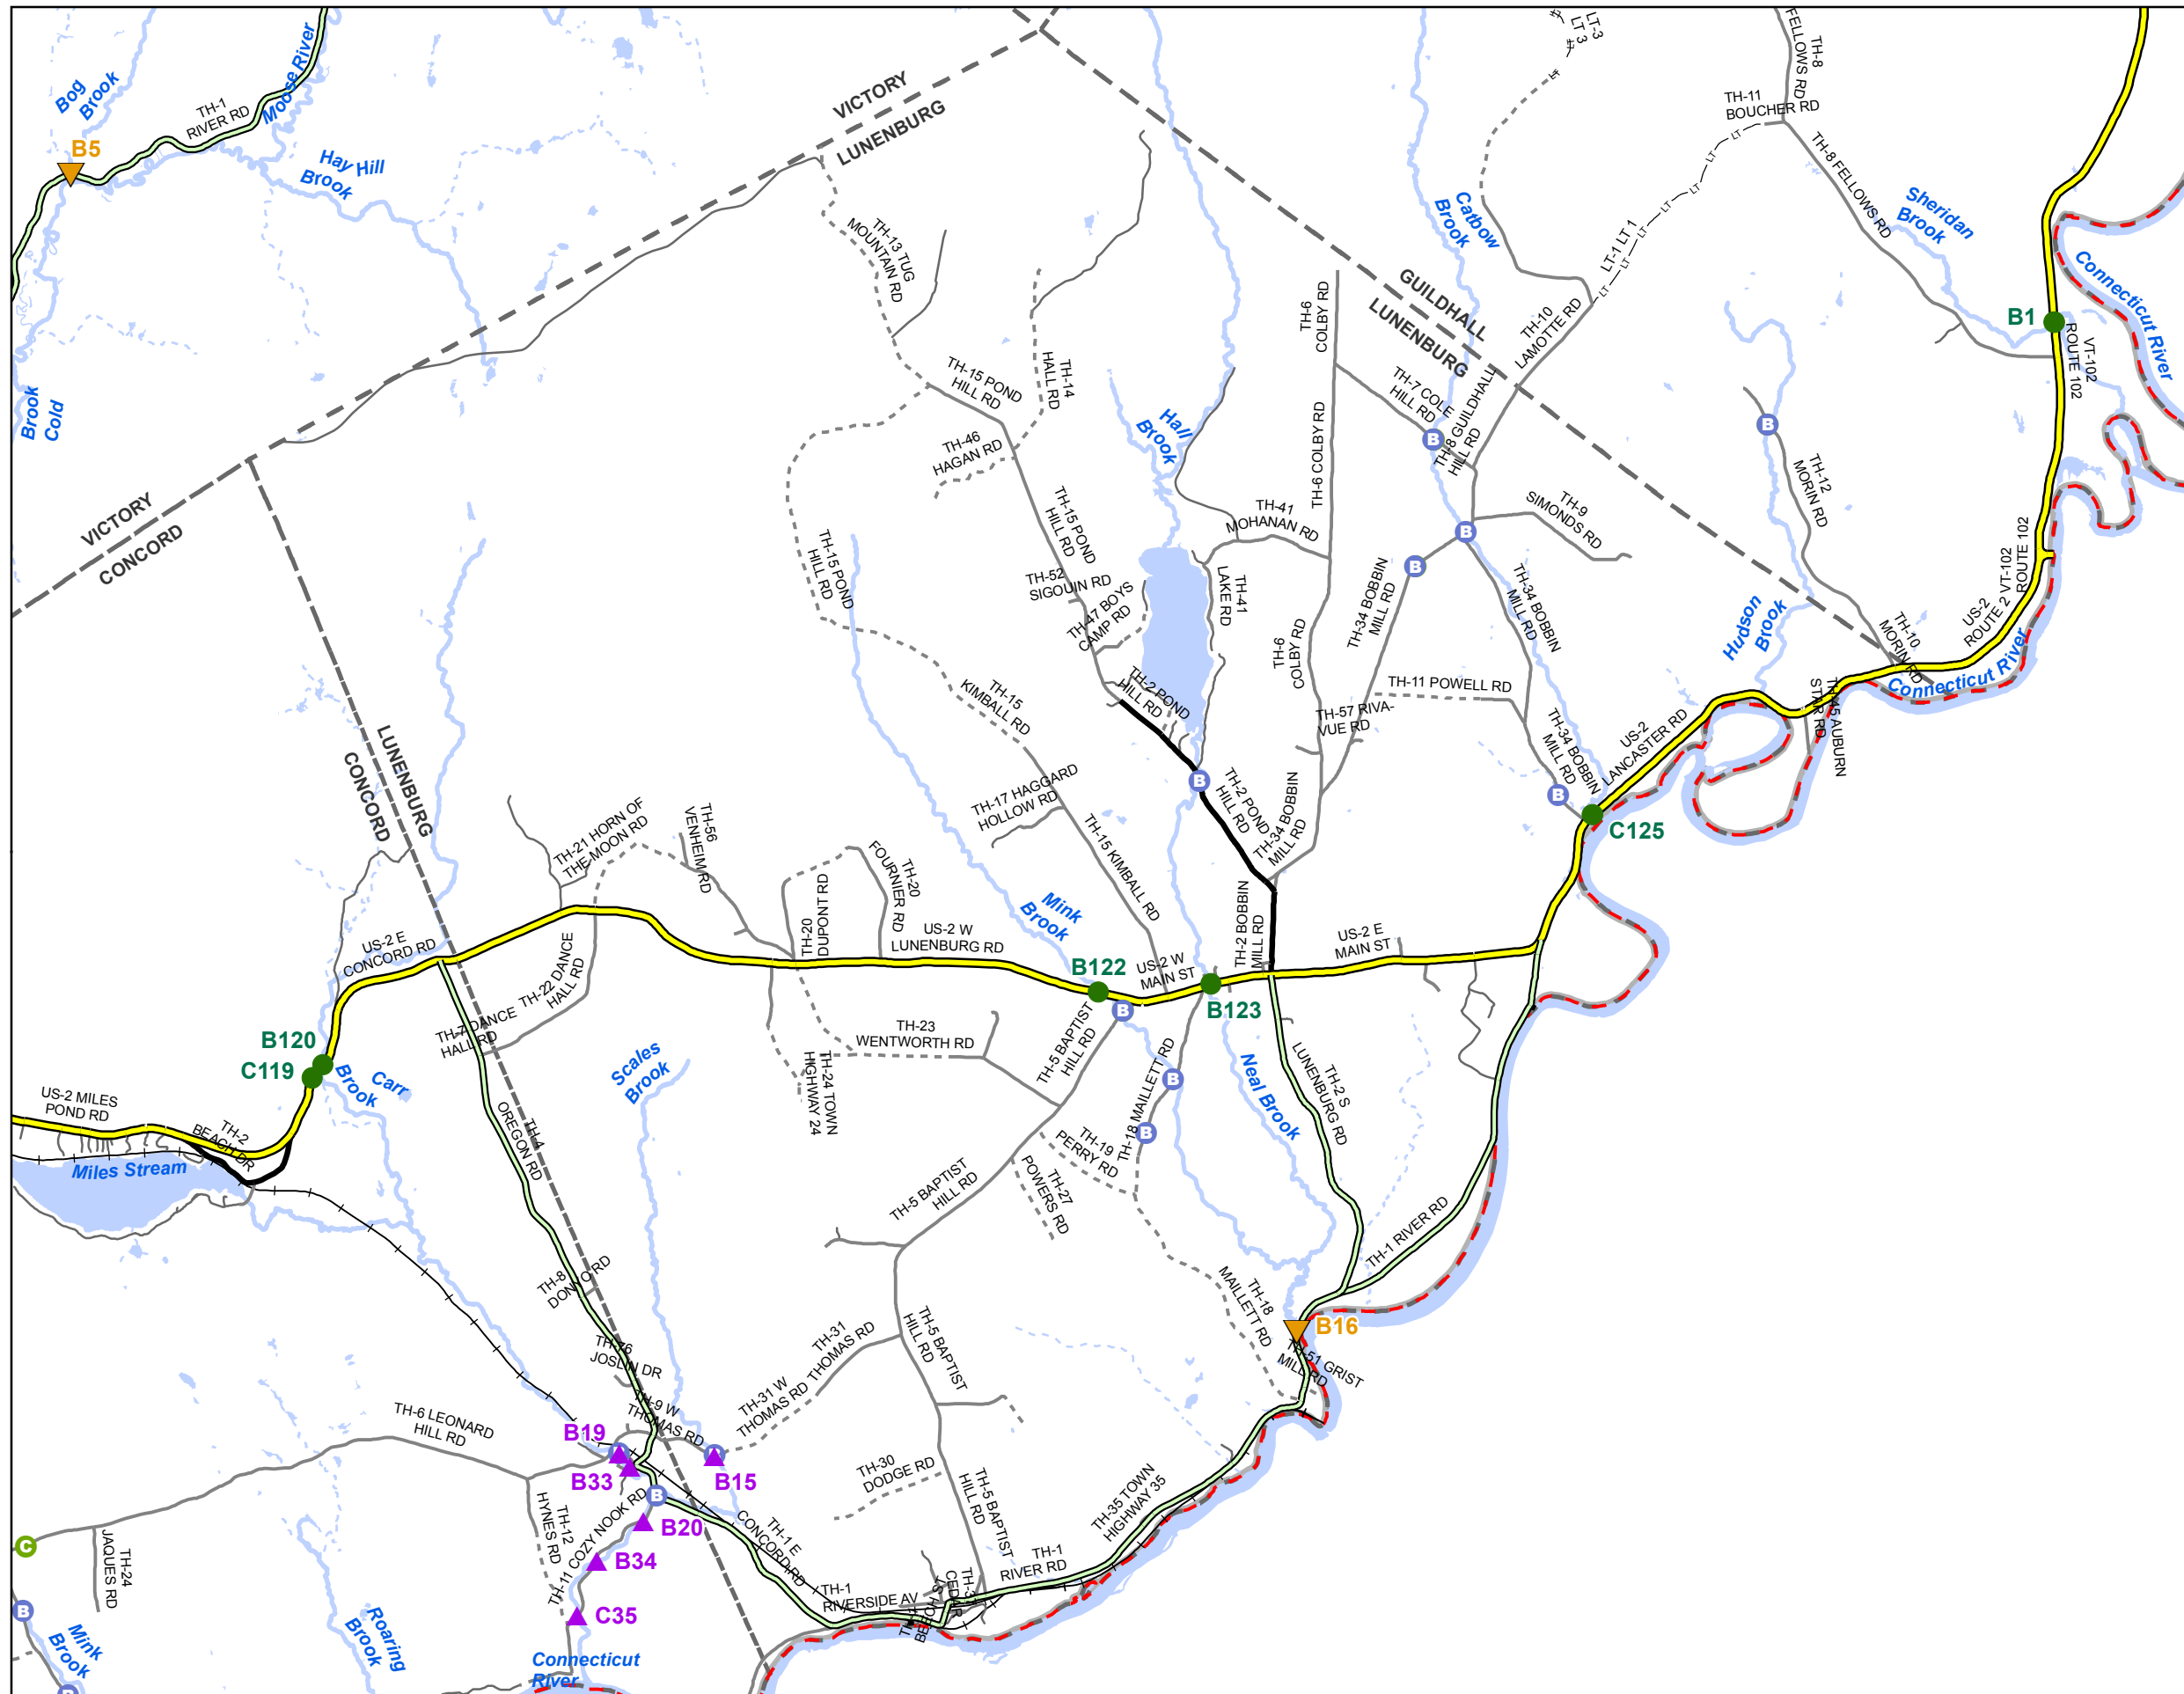 Bog
Brook
B5
TH-1
RIVER RD
Moose River
Hay Hill
Brook
Brook
Cold
VICTORY
LUNENBURG
VICTORY
CONCORD
TH-13 TUG
MOUNTAIN RD
LT-3
LT 3
LT
FELLOWS RD
TH-8
TH-11
BOUCHER RD
LT
LT
LT
LT
LT
LT
LT-1 LT 1
TH-8 FELLOWS RD
Sheridan
Brook
Connecticut River
B1
VT-102
ROUTE 102
Catbow
Brook
GUILDHALL
LUNENBURG
TH-10
LAMOTTE RD
TH-6
COLBY RD
TH-7 COLE
HILL RD
B
TH-8 GUILDHALL
HILL RD
TH-6 COLBY RD
TH-14
HALL RD
TH-15 POND
HILL RD
TH-46
HAGAN RD
Hall
Brook
TH-41
MOHANAN RD
TH-9
SIMONDS RD
B
B
B
TH-12
MORIN RD
VT-102
ROUTE 102
US-2
ROUTE 2
TH-15 POND
HILL RD
TH-15 POND
HILL RD
TH-52
SIGOUIN RD
TH-47 BOYS
CAMP RD
TH-41
LAKE RD
TH-34 BOBBIN
MILL RD
TH-34 BOBBIN
MILL RD
Hudson
Brook
TH-10
MORIN RD
Connecticut River
TH-45 AUBURN
STAR RD
TH-6
COLBY RD
TH-11 POWELL RD
TH-57 RIVA-
VUE RD
TH-2 POND
HILL RD
TH-15
KIMBALL RD
LUNENBURG
CONCORD
B
TH-2 POND
HILL RD
TH-34 BOBBIN
MILL RD
TH-34 BOBBIN
MILL RD
B
US-2
LANCASTER RD
C125
TH-17 HAGGARD
HOLLOW RD
TH-15 KIMBALL RD
TH-21 HORN OF
THE MOON RD
TH-56
VENHEIM RD
TH-20
FOURNIER RD
TH-20
DUPONT RD
US-2 W
LUNENBURG RD
Mink
Brook
TH-2 BOBBIN
MILL RD
US-2 E
MAIN ST
US-2 E
CONCORD RD
TH-22 DANCE
HALL RD
TH-7 DANCE
HALL RD
B122
US-2 W
MAIN ST
B123
B
B120
C119
Carr
Brook
Scales
Brook
TH-23
WENTWORTH RD
TH-5 BAPTIST
HILL RD
TH-24 TOWN
HIGHWAY 24
TH-18 MAILLETT RD
B
B
Neal Brook
TH-2 S
LUNENBURG RD
US-2 MILES
POND RD
TH-2
BEACH DR
Miles Stream
TH-4
OREGON RD
TH-19
PERRY RD
TH-27
POWERS RD
TH-5 BAPTIST
HILL RD
TH-1 RIVER RD
TH-8
TH-18
MAILLETT RD
B16
TH-51 GRIST
MILL RD
TH-76
JOSLIN DR
TH-31
THOMAS RD
TH-5 BAPTIST
HILL RD
TH-31 W
THOMAS RD
TH-9 W
THOMAS RD
TH-6 LEONARD
HILL RD
B19
B33
B15
B
B20
B34
C35
TH-30
DODGE RD
TH-5 BAPTIST
HILL RD
TH-35 TOWN
HIGHWAY 35
TH-12
HYNES RD
TH-11 COZY NOOK RD
TH-1 E
CONCORD RD
TH-1
RIVERSIDE AV
TH-1
RIVER RD
BEECH ST
C
TH-24
JAQUES RD
B
Mink
Brook
Roaring
Brook
Connecticut
River